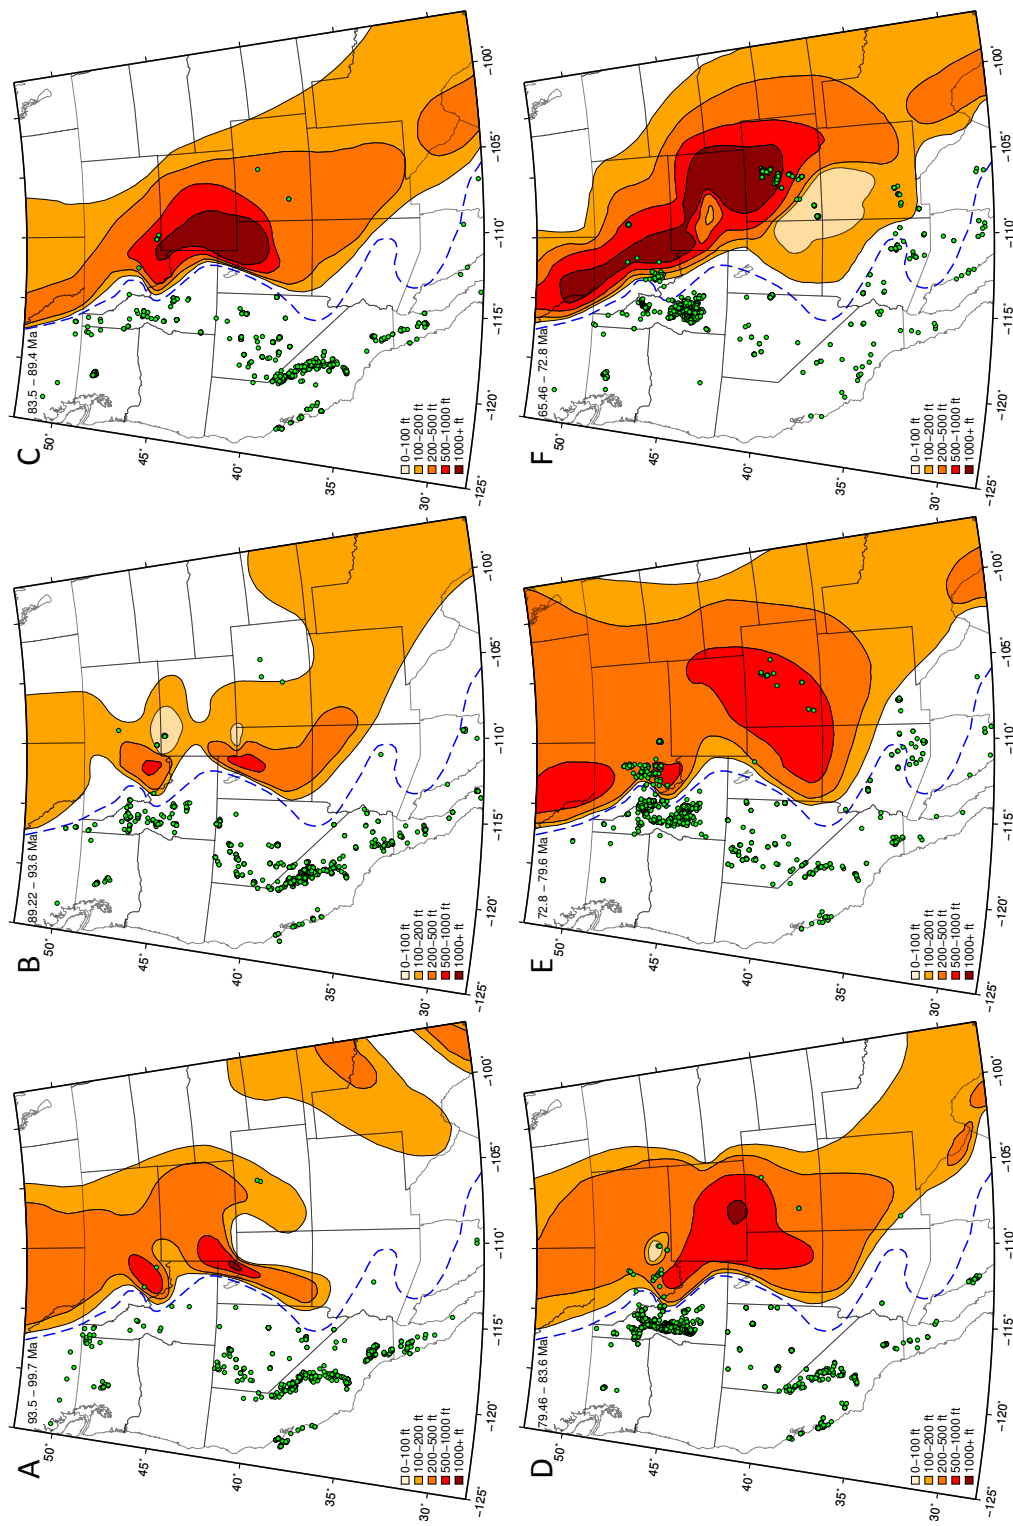 A
93.5 – 99.7 Ma
50°
45°
40°
35°
30°
−125°
−120°
−115°
−110°
−105°
−100°
0–100 ft
100–200 ft
200–500 ft
500–1000 ft
1000+ ft
B
89.22 – 93.6 Ma
50°
45°
40°
35°
30°
−125°
−120°
−115°
−110°
−105°
−100°
0–100 ft
100–200 ft
200–500 ft
500–1000 ft
1000+ ft
C
83.5 – 89.4 Ma
50°
45°
40°
35°
30°
−125°
−120°
−115°
−110°
−105°
−100°
0–100 ft
100–200 ft
200–500 ft
500–1000 ft
1000+ ft
D
79.46 – 83.6 Ma
50°
45°
40°
35°
30°
−125°
−120°
−115°
−110°
−105°
−100°
0–100 ft
100–200 ft
200–500 ft
500–1000 ft
1000+ ft
E
72.8 – 79.6 Ma
50°
45°
40°
35°
30°
−125°
−120°
−115°
−110°
−105°
−100°
0–100 ft
100–200 ft
200–500 ft
500–1000 ft
1000+ ft
F
65.46 – 72.8 Ma
50°
45°
40°
35°
30°
−125°
−120°
−115°
−110°
−105°
−100°
0–100 ft
100–200 ft
200–500 ft
500–1000 ft
1000+ ft